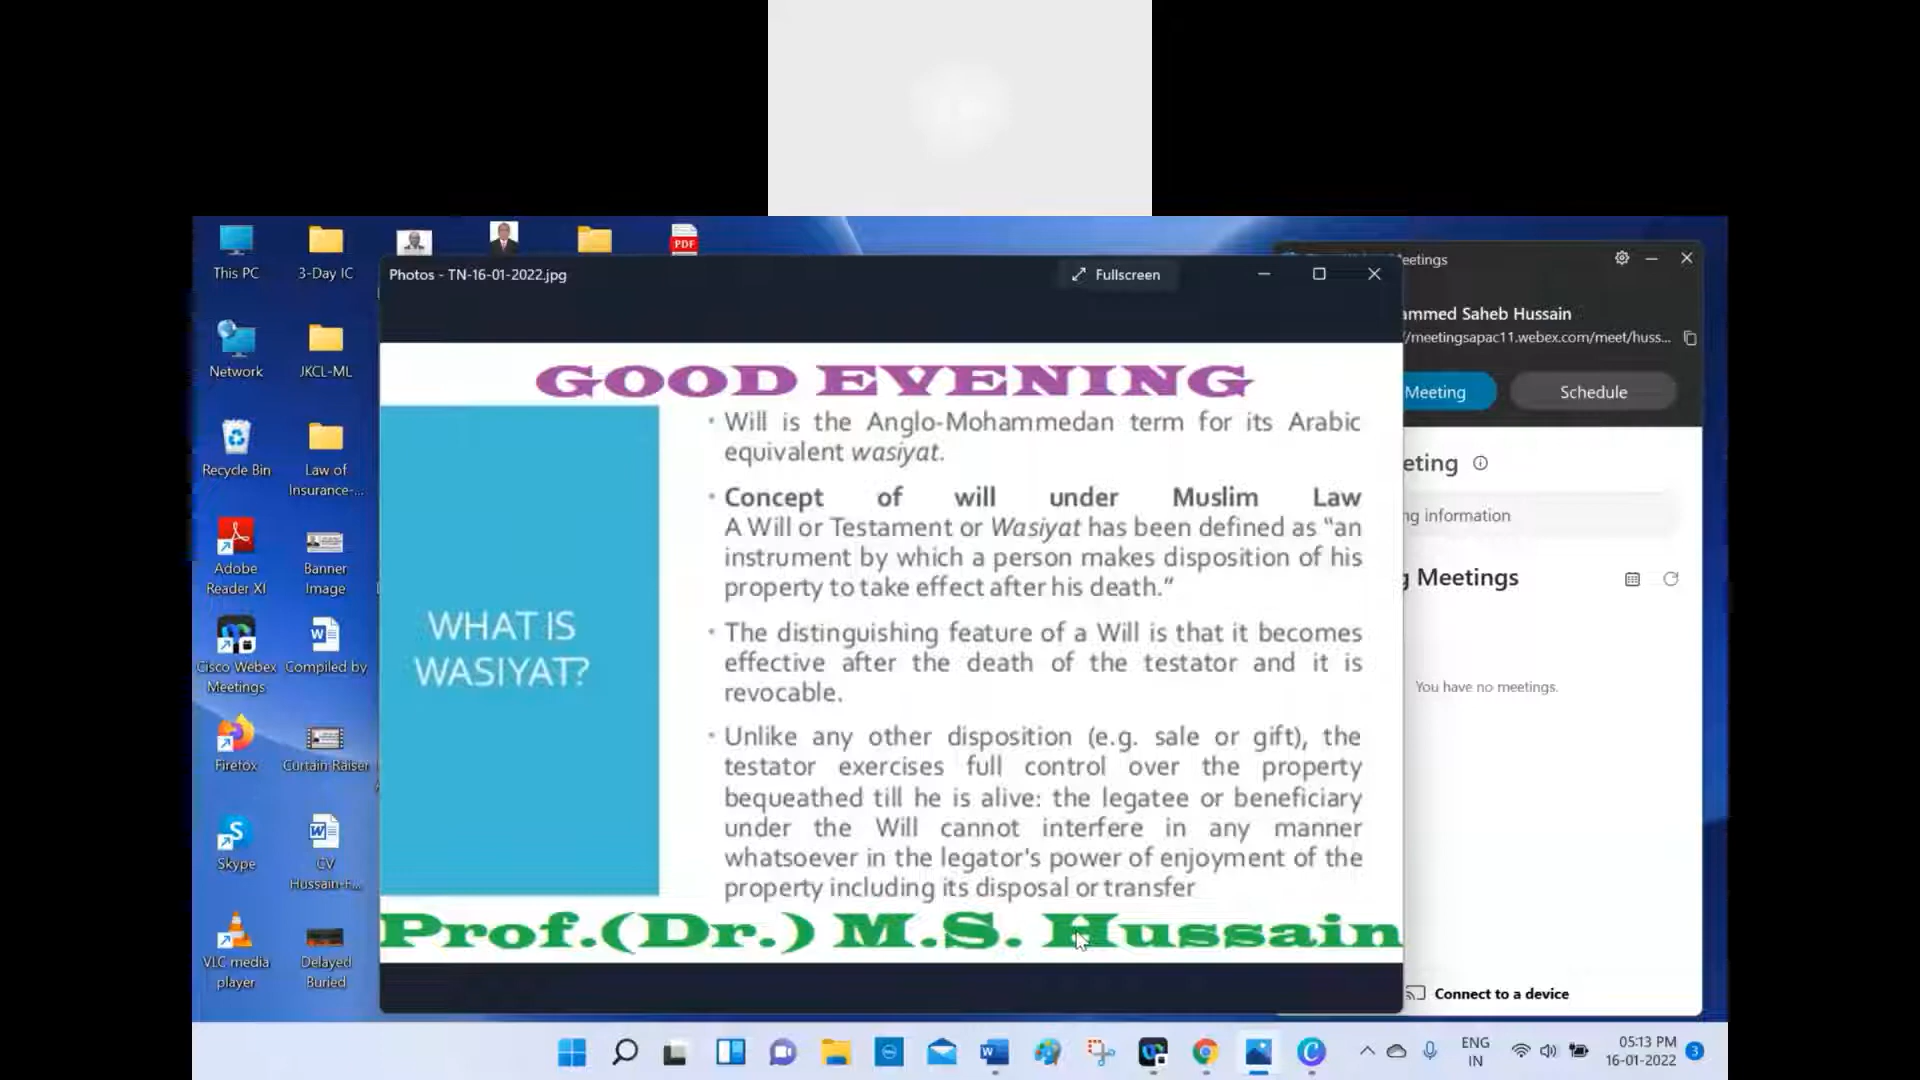 This PC
3-Day IC
PDF
Network
JKCL-ML
Recycle Bin
Law of
Insurance-...
Adobe
Reader XI
Banner
Image
Cisco Webex
Meetings
Compiled by
Firefox
Curtain Raiser
Skype
CV
Hussain-F...
VLC media
player
Delayed
Buried
Photos - TN-16-01-2022.jpg
Fullscreen
GOOD EVENING
WHAT IS
WASIYAT?
• Will is the Anglo-Mohammedan term for its Arabic
equivalent wasiyat.
• Concept of will under Muslim Law
A Will or Testament or Wasiyat has been defined as “an
instrument by which a person makes disposition of his
property to take effect after his death.”
• The distinguishing feature of a Will is that it becomes
effective after the death of the testator and it is
revocable.
• Unlike any other disposition (e.g. sale or gift), the
testator exercises full control over the property
bequeathed till he is alive: the legatee or beneficiary
under the Will cannot interfere in any manner
whatsoever in the legator's power of enjoyment of the
property including its disposal or transfer
Prof.(Dr.) M.S. Hussain
eetings
ammed Saheb Hussain
//meetingsapac11.webex.com/meet/huss...
Meeting
Schedule
eting
ng information
g Meetings
You have no meetings.
Connect to a device
ENG
IN
05:13 PM
16-01-2022
3